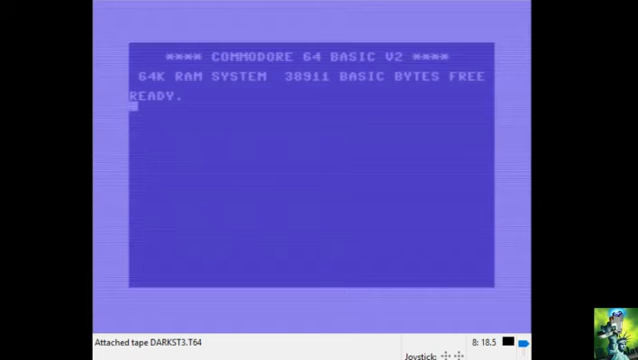 **** COMMODORE 64 BASIC V2 ****
64K RAM SYSTEM 38911 BASIC BYTES FREE
READY.
Attached tape DARKST3.T64
8: 18.5
Joystick: